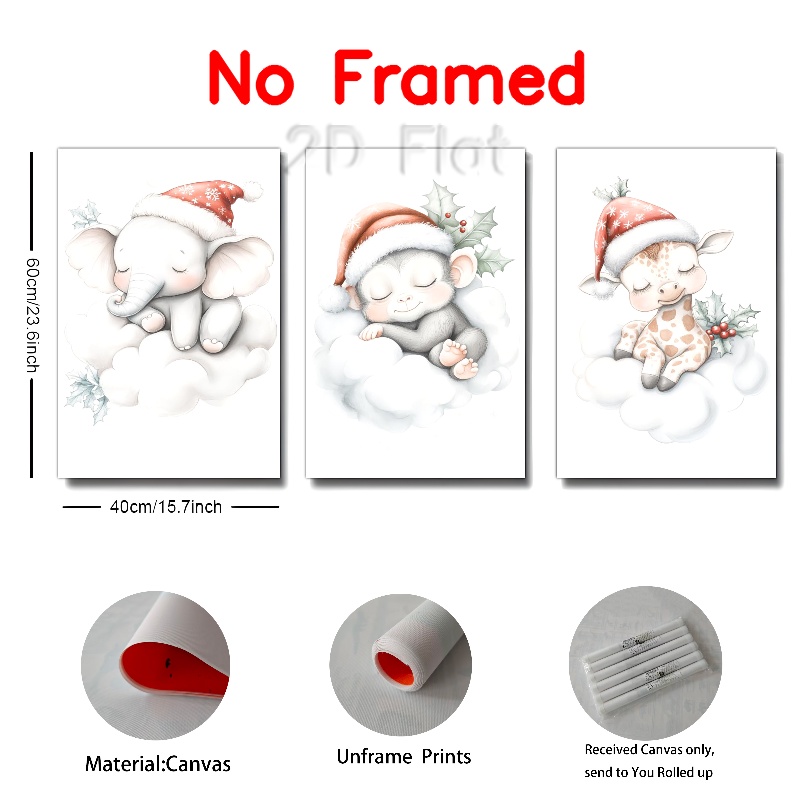 No Framed
2D Flat
60cm/23.6inch
40cm/15.7inch
Material:Canvas
Unframe Prints
Received Canvas only,
send to You Rolled up